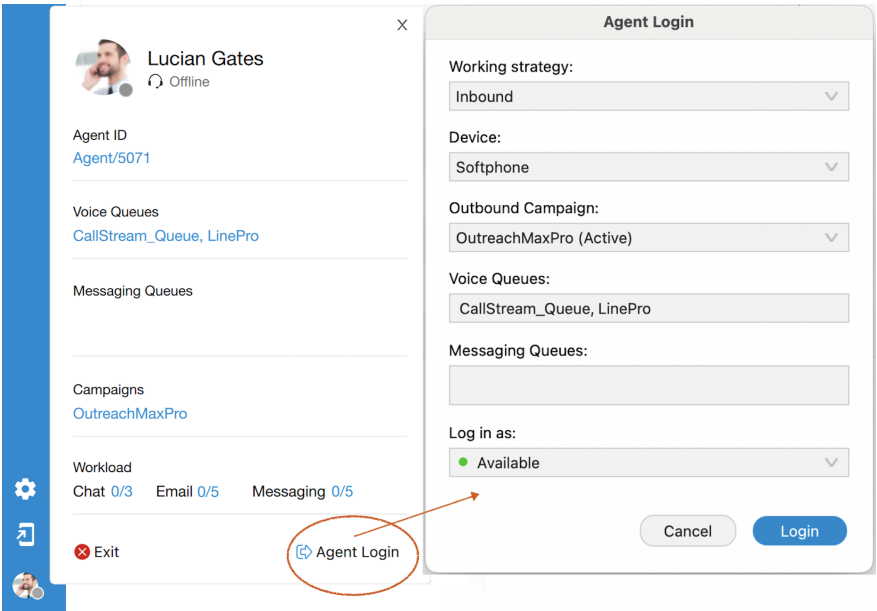 X
Lucian Gates
Offline
Agent ID
Agent/5071
Voice Queues
CallStream_Queue, LinePro
Messaging Queues
Campaigns
OutreachMaxPro
Workload
Chat 0/3 Email 0/5 Messaging 0/5
Exit
Agent Login
Agent Login
Working strategy:
Inbound
Device:
Softphone
Outbound Campaign:
OutreachMaxPro (Active)
Voice Queues:
CallStream_Queue, LinePro
Messaging Queues:
Log in as:
Available
Cancel
Login